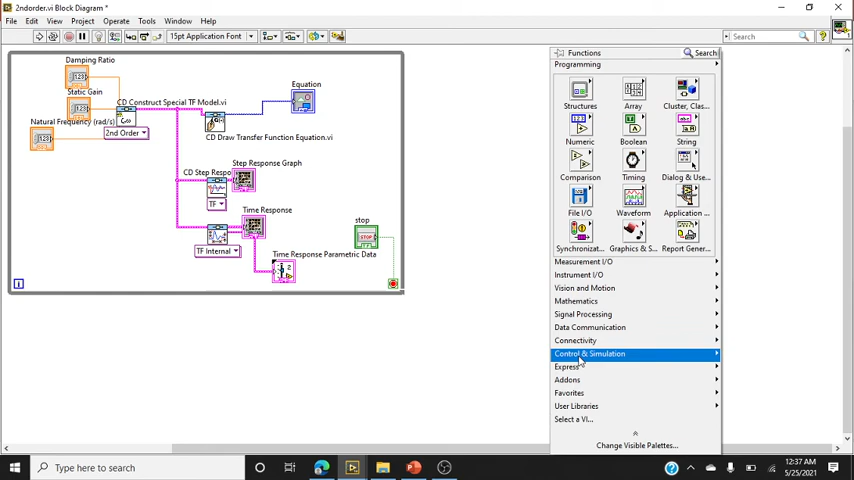 2ndorder.vi Block Diagram *
File Edit View Project Operate Tools Window Help
15pt Application Font
Search
Damping Ratio
Static Gain
CD Construct Special TF Model.vi
Natural Frequency (rad/s)
2nd Order
Equation
CD Draw Transfer Function Equation.vi
Step Response Graph
CD Step Respo
TF
Time Response
TF Internal
stop
STOP
TF
Time Response Parametric Data
i
Functions
Search
Programming
Structures Array Cluster, Clas...
Numeric Boolean String
Comparison Timing Dialog & Use...
File I/O Waveform Application ...
Synchronizat... Graphics & S... Report Gener...
Measurement I/O
Instrument I/O
Vision and Motion
Mathematics
Signal Processing
Data Communication
Connectivity
Control & Simulation
Express
Addons
Favorites
User Libraries
Select a VI...
Change Visible Palettes...
Type here to search
12:37 AM
5/25/2021